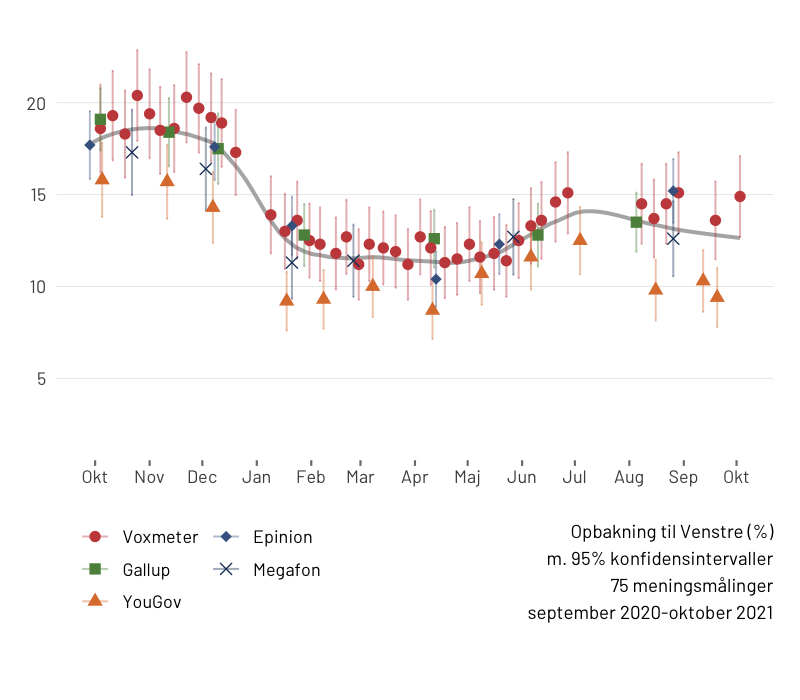 20
15
10
5
Okt Nov Dec Jan Feb Mar Apr Maj Jun Jul Aug Sep Okt
Voxmeter Epinion
Gallup Megafon
YouGov
Opbakning til Venstre (%)
m. 95% konfidensintervaller
75 meningsmålinger
september 2020-oktober 2021